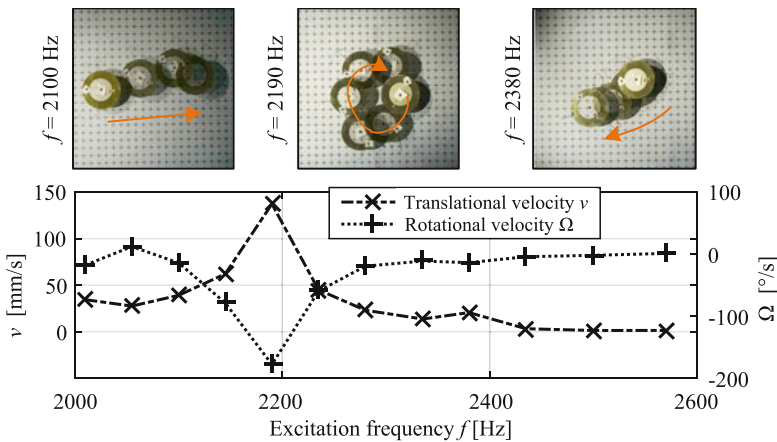 f = 2100 Hz
f = 2190 Hz
f = 2380 Hz
150
100
50
0
v [mm/s]
Translational velocity v
Rotational velocity Ω
100
0
-100
-200
Ω [°/s]
2000
2200
2400
2600
Excitation frequency f [Hz]